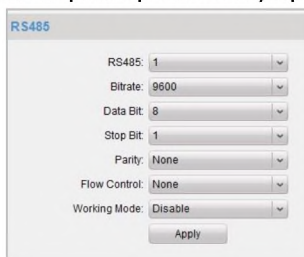 RS485
RS485: 1
Bitrate: 9600
Data Bit: 8
Stop Bit: 1
Parity: None
Flow Control: None
Working Mode: Disable
Apply